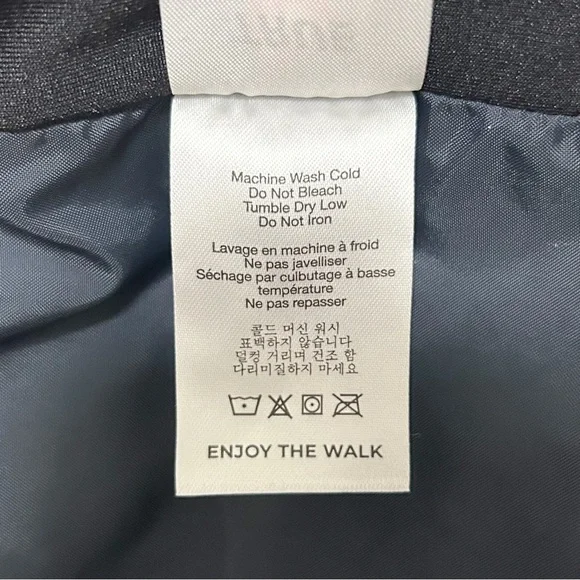 Machine Wash Cold
Do Not Bleach
Tumble Dry Low
Do Not Iron
Lavage en machine à froid
Ne pas javelliser
Séchage par culbutage à basse
température
Ne pas repasser
콜드 머신 워시
표백하지 않습니다
덜컹 거리며 건조 함
다리미질하지 마세요
ENJOY THE WALK